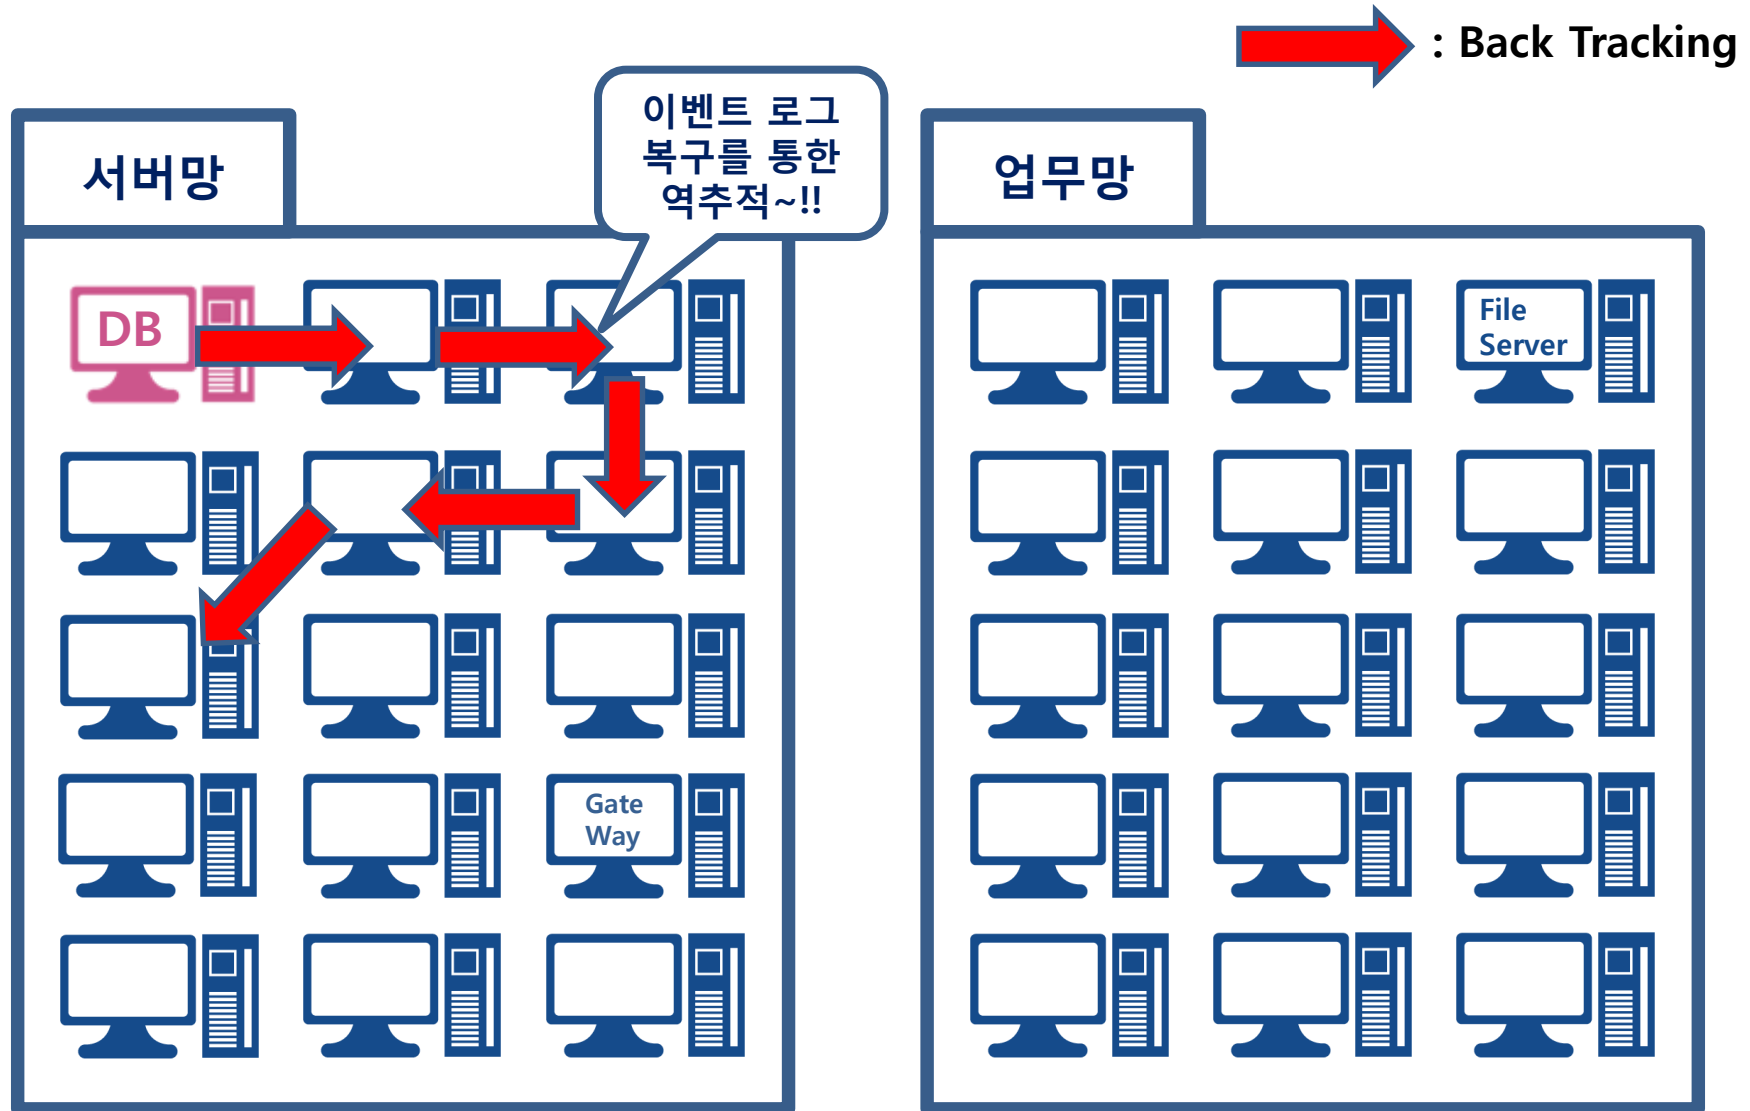 : Back Tracking
이벤트 로그
복구를 통한
역추적~!!
서버망
업무망
DB
File
Server
Gate
Way